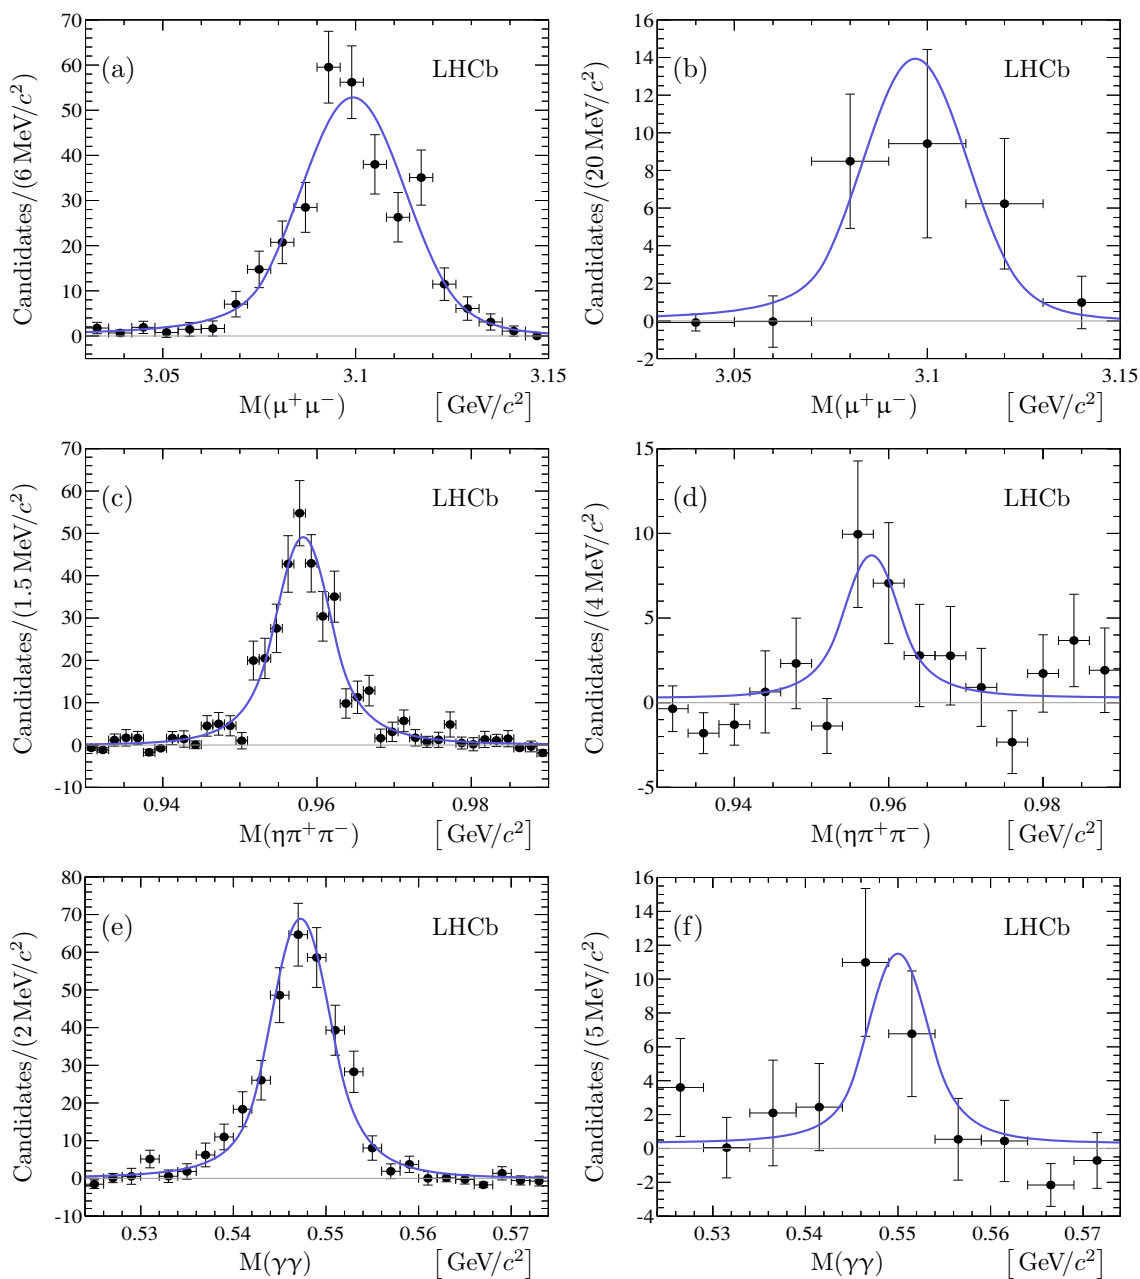 (a) LHCb
Candidates/(6 MeV/c²)
70
60
50
40
30
20
10
0
3.05 3.1 3.15
M(μ⁺μ⁻) [GeV/c²]
(b) LHCb
Candidates/(20 MeV/c²)
16
14
12
10
8
6
4
2
0
-2
3.05 3.1 3.15
M(μ⁺μ⁻) [GeV/c²]
(c) LHCb
Candidates/(1.5 MeV/c²)
70
60
50
40
30
20
10
0
-10
0.94 0.96 0.98
M(ηπ⁺π⁻) [GeV/c²]
(d) LHCb
Candidates/(4 MeV/c²)
15
10
5
0
-5
0.94 0.96 0.98
M(ηπ⁺π⁻) [GeV/c²]
(e) LHCb
Candidates/(2 MeV/c²)
80
70
60
50
40
30
20
10
0
-10
0.53 0.54 0.55 0.56 0.57
M(γγ) [GeV/c²]
(f) LHCb
Candidates/(5 MeV/c²)
16
14
12
10
8
6
4
2
0
-2
-4
0.53 0.54 0.55 0.56 0.57
M(γγ) [GeV/c²]